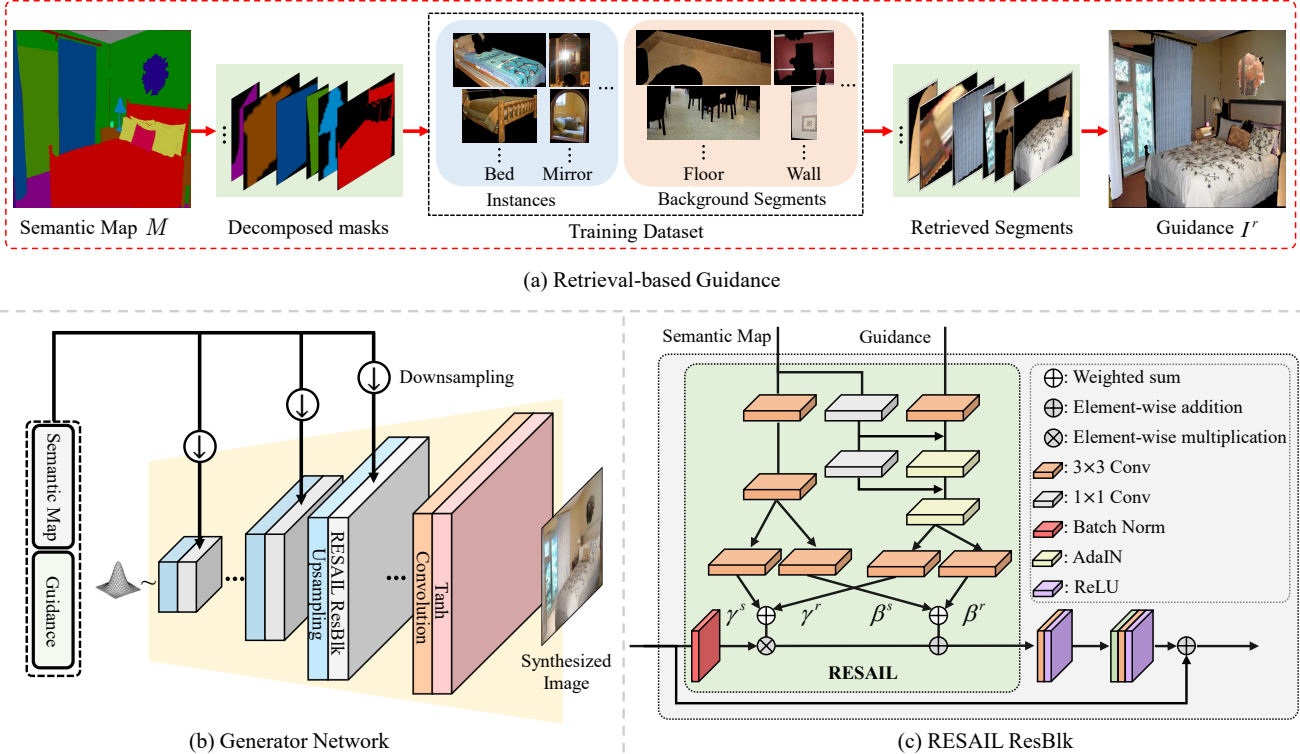 Bed
Mirror
Floor
Wall
Instances
Background Segments
Semantic Map M
Decomposed masks
Training Dataset
Retrieved Segments
Guidance I^r
(a) Retrieval-based Guidance
Downsampling
Semantic Map
Guidance
Upsampling
RESAIL ResBlk
Convolution
Tanh
Synthesized
Image
(b) Generator Network
Semantic Map
Guidance
: Weighted sum
: Element-wise addition
: Element-wise multiplication
: 3×3 Conv
: 1×1 Conv
: Batch Norm
: AdaIN
: ReLU
γ^s
γ^r
β^s
β^r
RESAIL
(c) RESAIL ResBlk